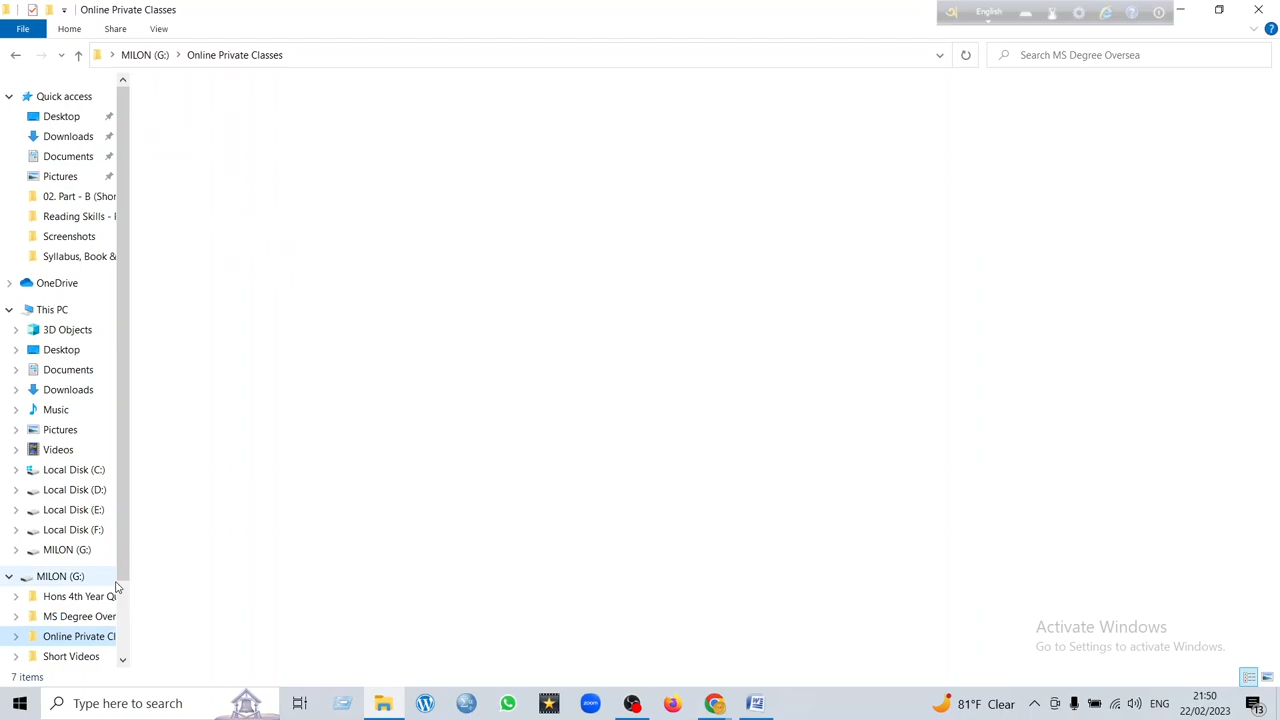 Online Private Classes
English
File
Home
Share
View
MILON (G:)
Online Private Classes
Search MS Degree Oversea
Quick access
Desktop
Downloads
Documents
Pictures
02. Part - B (Shor
Reading Skills -
Screenshots
Syllabus, Book &
OneDrive
This PC
3D Objects
Desktop
Documents
Downloads
Music
Pictures
Videos
Local Disk (C:)
Local Disk (D:)
Local Disk (E:)
Local Disk (F:)
MILON (G:)
MILON (G:)
Hons 4th Year Q
MS Degree Over
Online Private Cl
Short Videos
7 items
Activate Windows
Go to Settings to activate Windows.
Type here to search
zoom
81°F Clear
21:50
22/02/2023
13